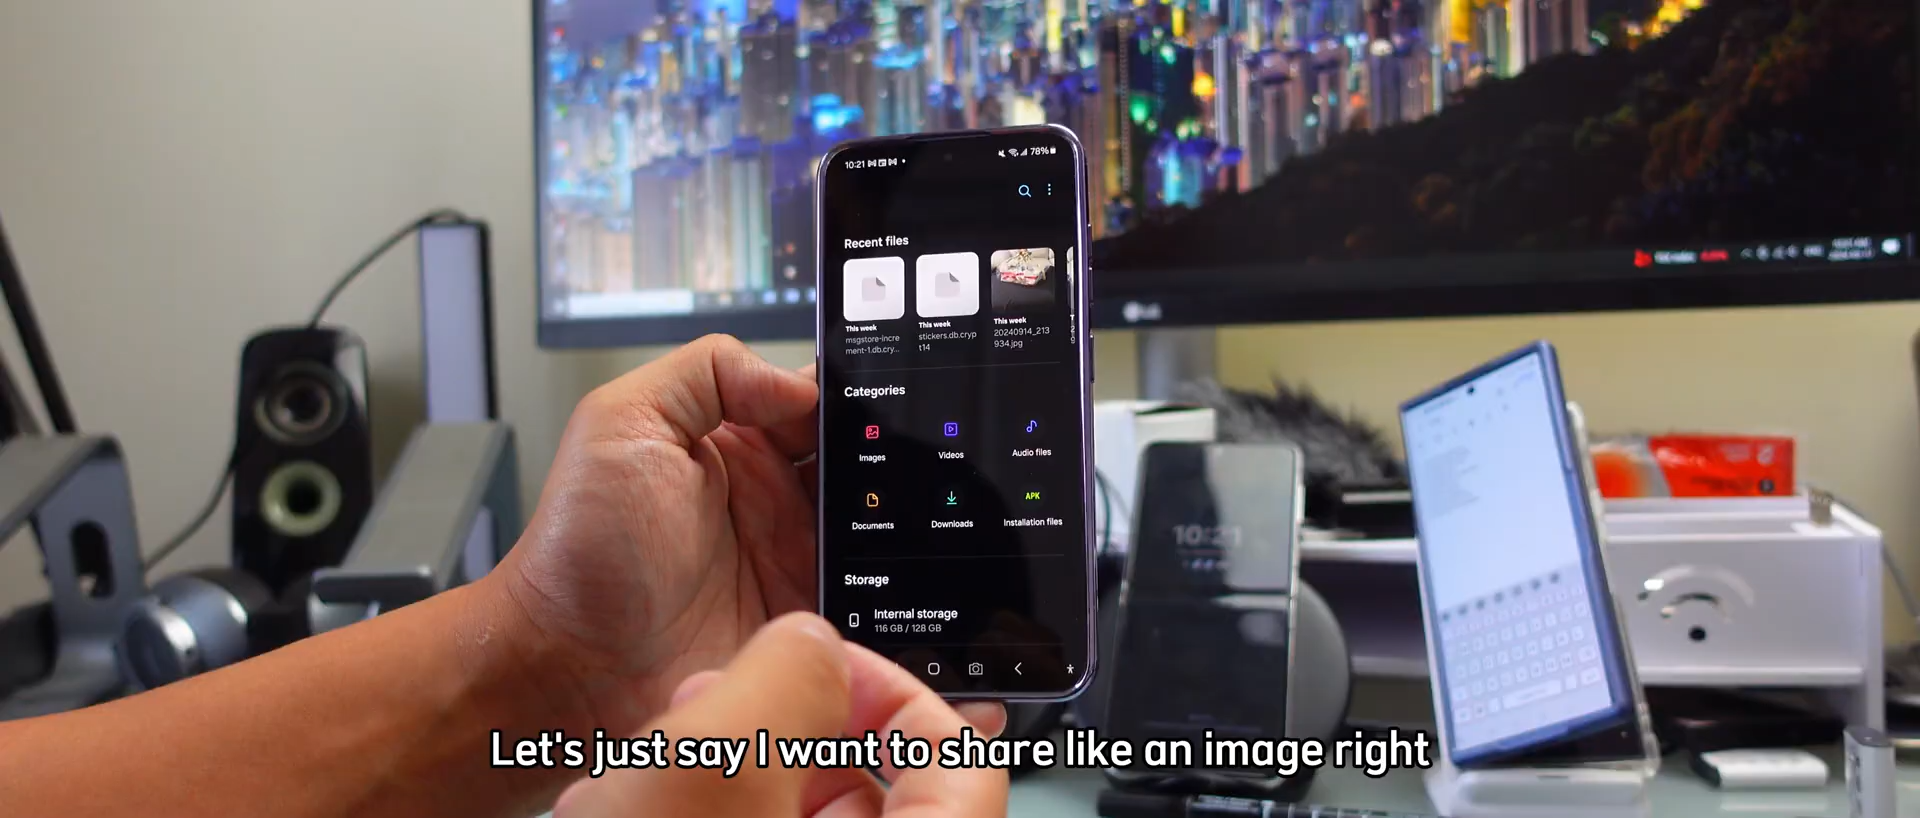 10:21
78%
Recent files
This week
msgstore-incre
ment-1.db.cry...
This week
stickers.db.cryp
t14
This week
20240914_213
934.jpg
Categories
Images
Videos
Audio files
Documents
Downloads
APK
Installation files
Storage
Internal storage
116 GB / 128 GB
10:21
Let's just say I want to share like an image right